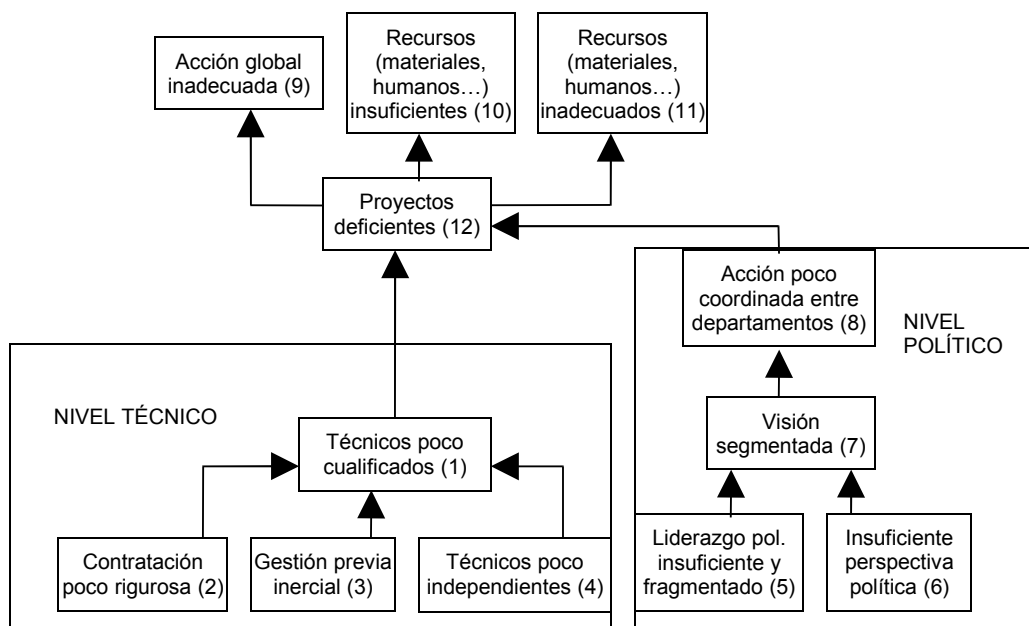 Acción global
inadecuada (9)
Recursos
(materiales,
humanos…)
insuficientes (10)
Recursos
(materiales,
humanos…)
inadecuados (11)
Proyectos
deficientes (12)
Acción poco
coordinada entre
departamentos (8)
NIVEL
POLÍTICO
NIVEL TÉCNICO
Técnicos poco
cualificados (1)
Visión
segmentada (7)
Contratación
poco rigurosa (2)
Gestión previa
inercial (3)
Técnicos poco
independientes (4)
Liderazgo pol.
insuficiente y
fragmentado (5)
Insuficiente
perspectiva
política (6)